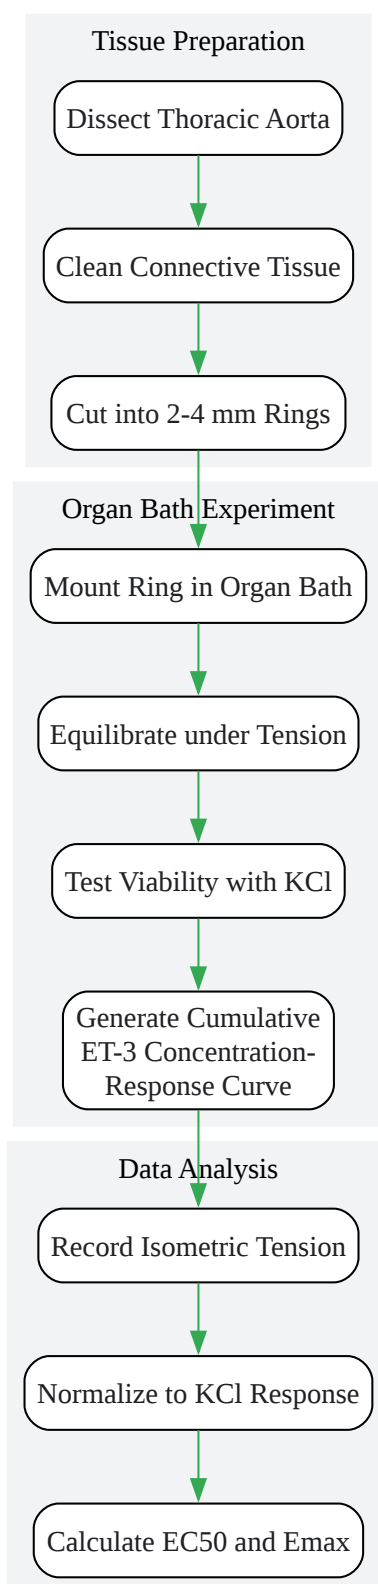 Tissue Preparation
Dissect Thoracic Aorta
Clean Connective Tissue
Cut into 2-4 mm Rings
Organ Bath Experiment
Mount Ring in Organ Bath
Equilibrate under Tension
Test Viability with KCl
Generate Cumulative
ET-3 Concentration-
Response Curve
Data Analysis
Record Isometric Tension
Normalize to KCl Response
Calculate EC50 and Emax